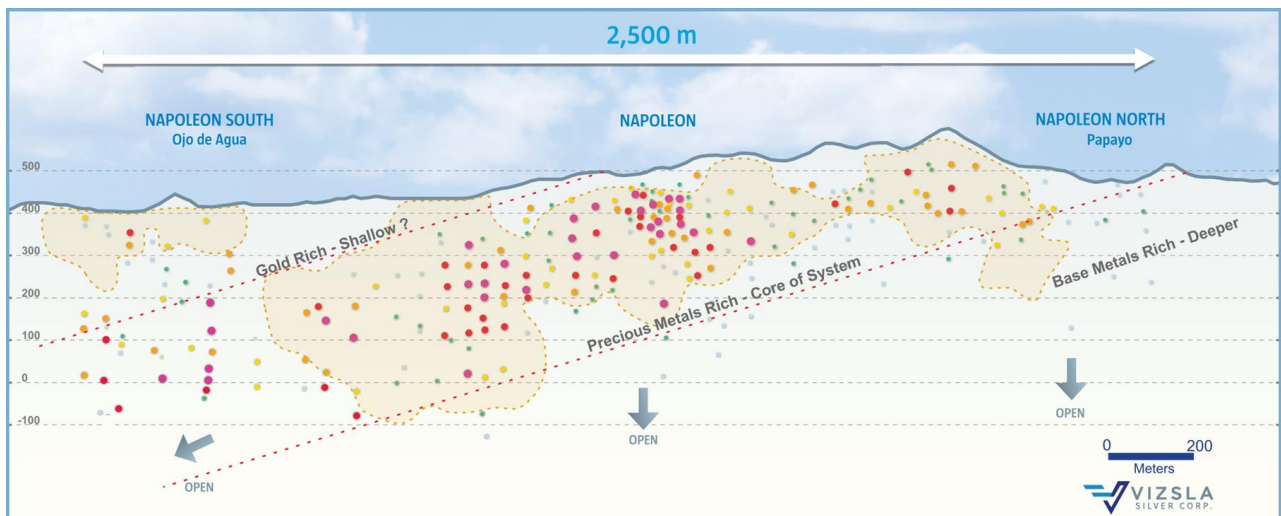 2,500 m
NAPOLEON SOUTH
Ojo de Agua
NAPOLEON
NAPOLEON NORTH
Papayo
500
400
300
200
100
0
-100
Gold Rich - Shallow ?
Precious Metals Rich - Core of System
Base Metals Rich - Deeper
OPEN
OPEN
OPEN
0 200
Meters
VIZSLA
SILVER CORP.